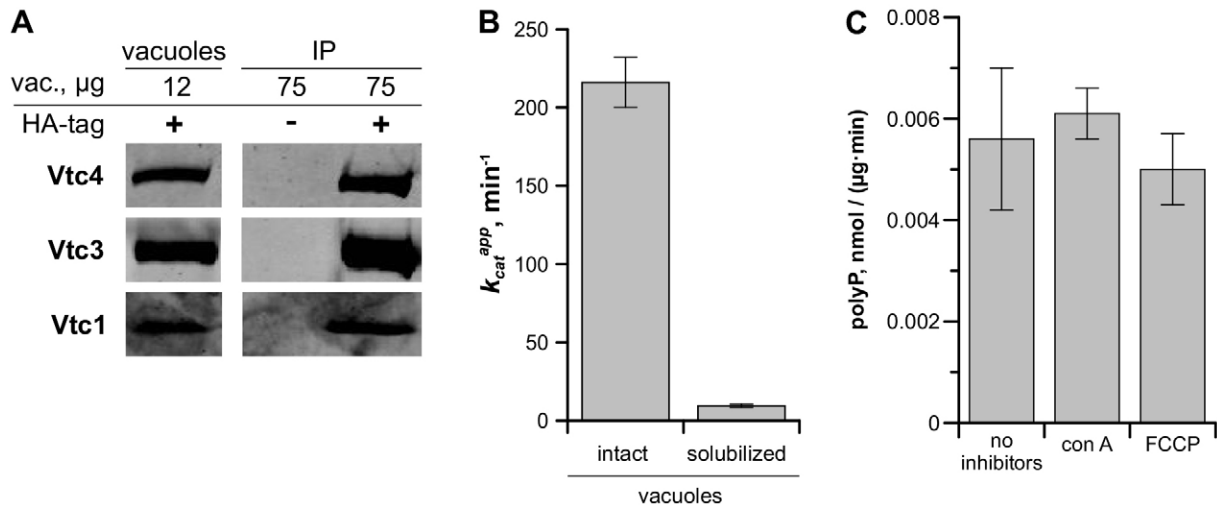 A
vacuoles IP
vac., µg 12 75 75
HA-tag + - +
Vtc4
Vtc3
Vtc1
B
k_cat^app, min⁻¹
250
200
150
100
50
0
intact solubilized
vacuoles
C
polyP, nmol / (µg·min)
0.008
0.006
0.004
0.002
0
no inhibitors
con A
FCCP